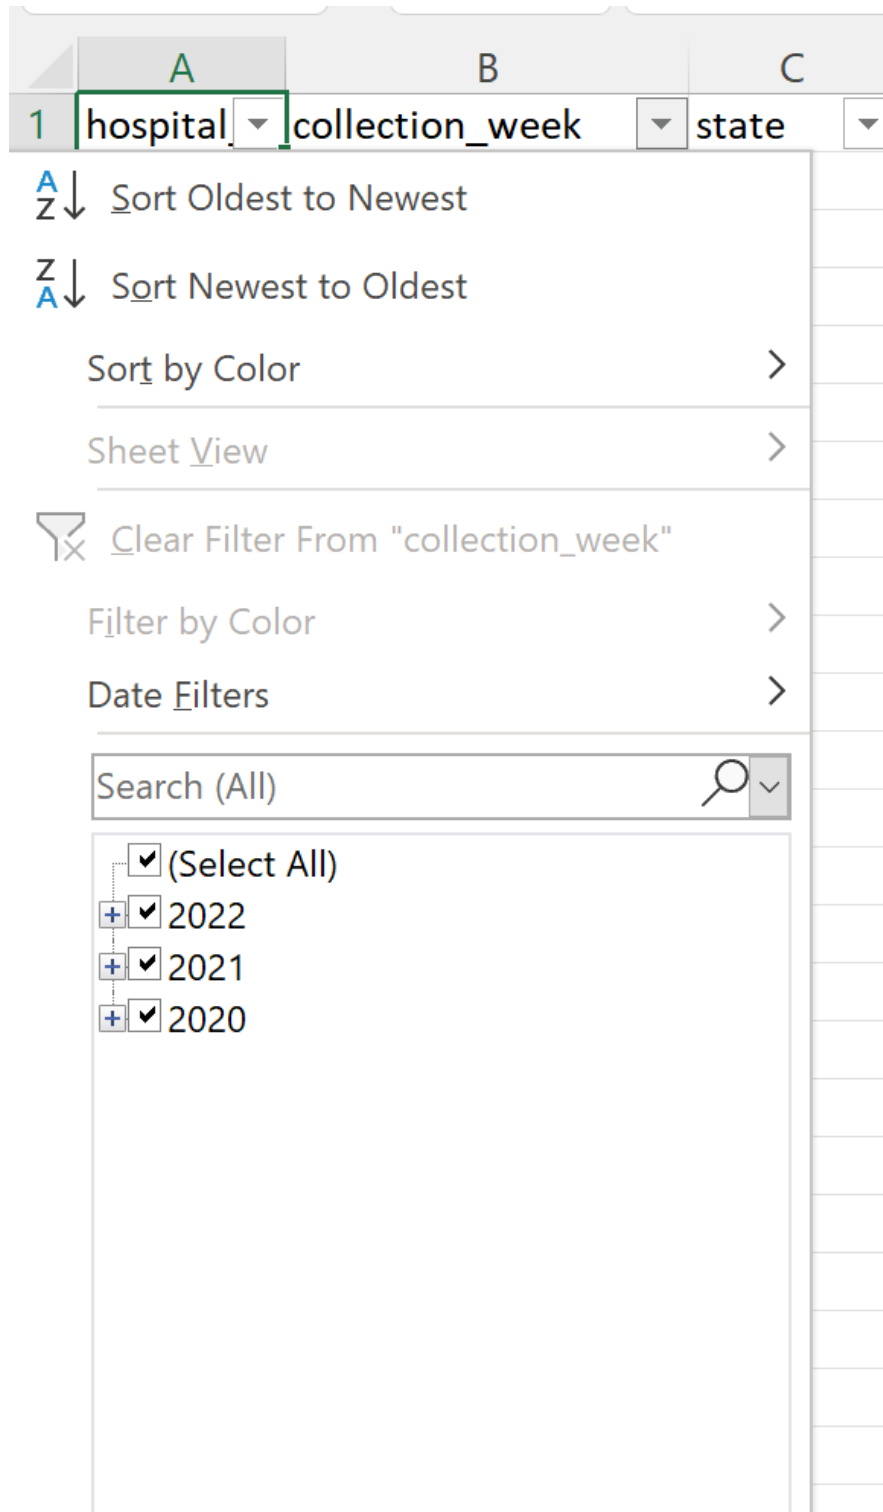 A B C
1 hospital_ collection_week state
Sort Oldest to Newest
Sort Newest to Oldest
Sort by Color
Sheet View
Clear Filter From "collection_week"
Filter by Color
Date Filters
Search (All)
(Select All)
2022
2021
2020